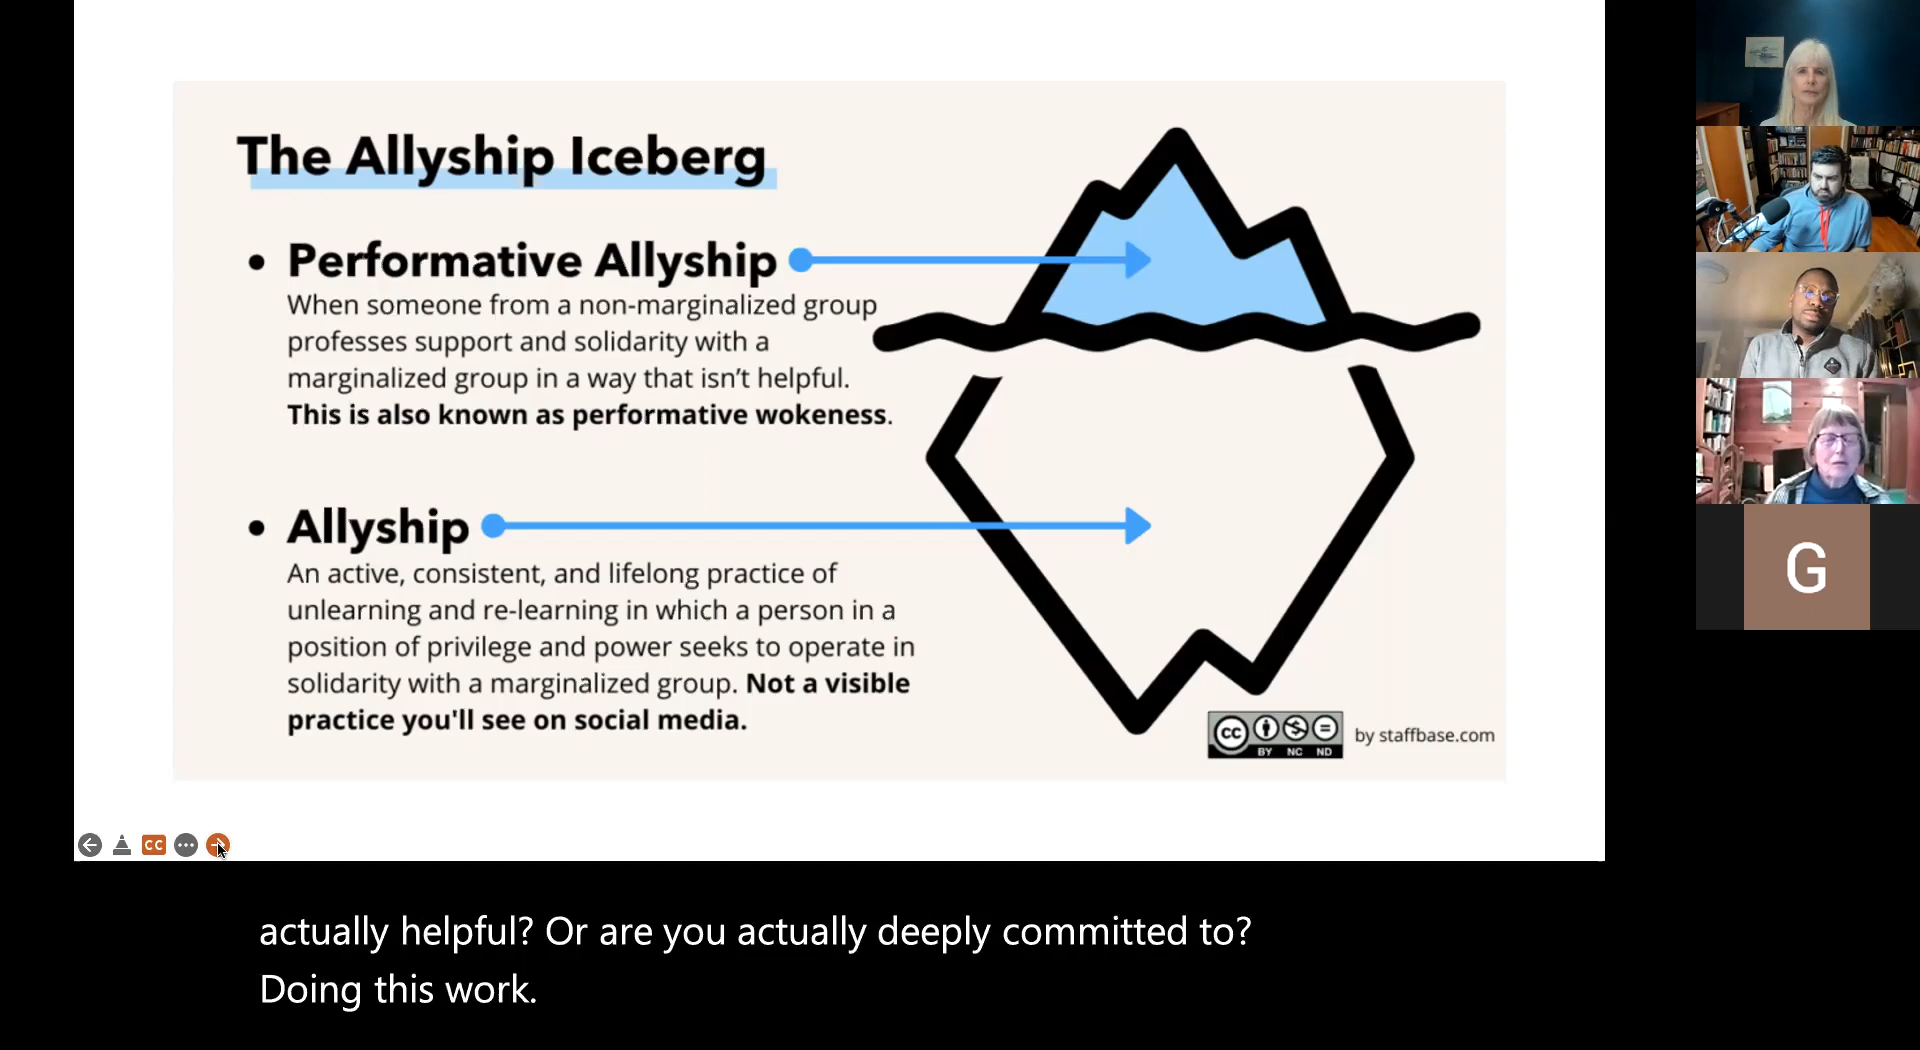 The Allyship Iceberg
• Performative Allyship
When someone from a non-marginalized group
professes support and solidarity with a
marginalized group in a way that isn’t helpful.
This is also known as performative wokeness.
• Allyship
An active, consistent, and lifelong practice of
unlearning and re-learning in which a person in a
position of privilege and power seeks to operate in
solidarity with a marginalized group. Not a visible
practice you'll see on social media.
cc
BY NC ND
by staffbase.com
G
CC
actually helpful? Or are you actually deeply committed to?
Doing this work.